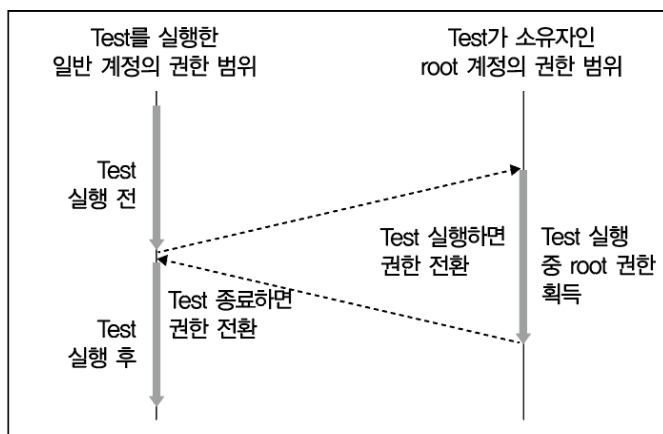 Test를 실행한
일반 계정의 권한 범위
Test가 소유자인
root 계정의 권한 범위
Test
실행 전
Test 실행하면
권한 전환
Test 실행
중 root 권한
획득
Test 종료하면
권한 전환
Test
실행 후